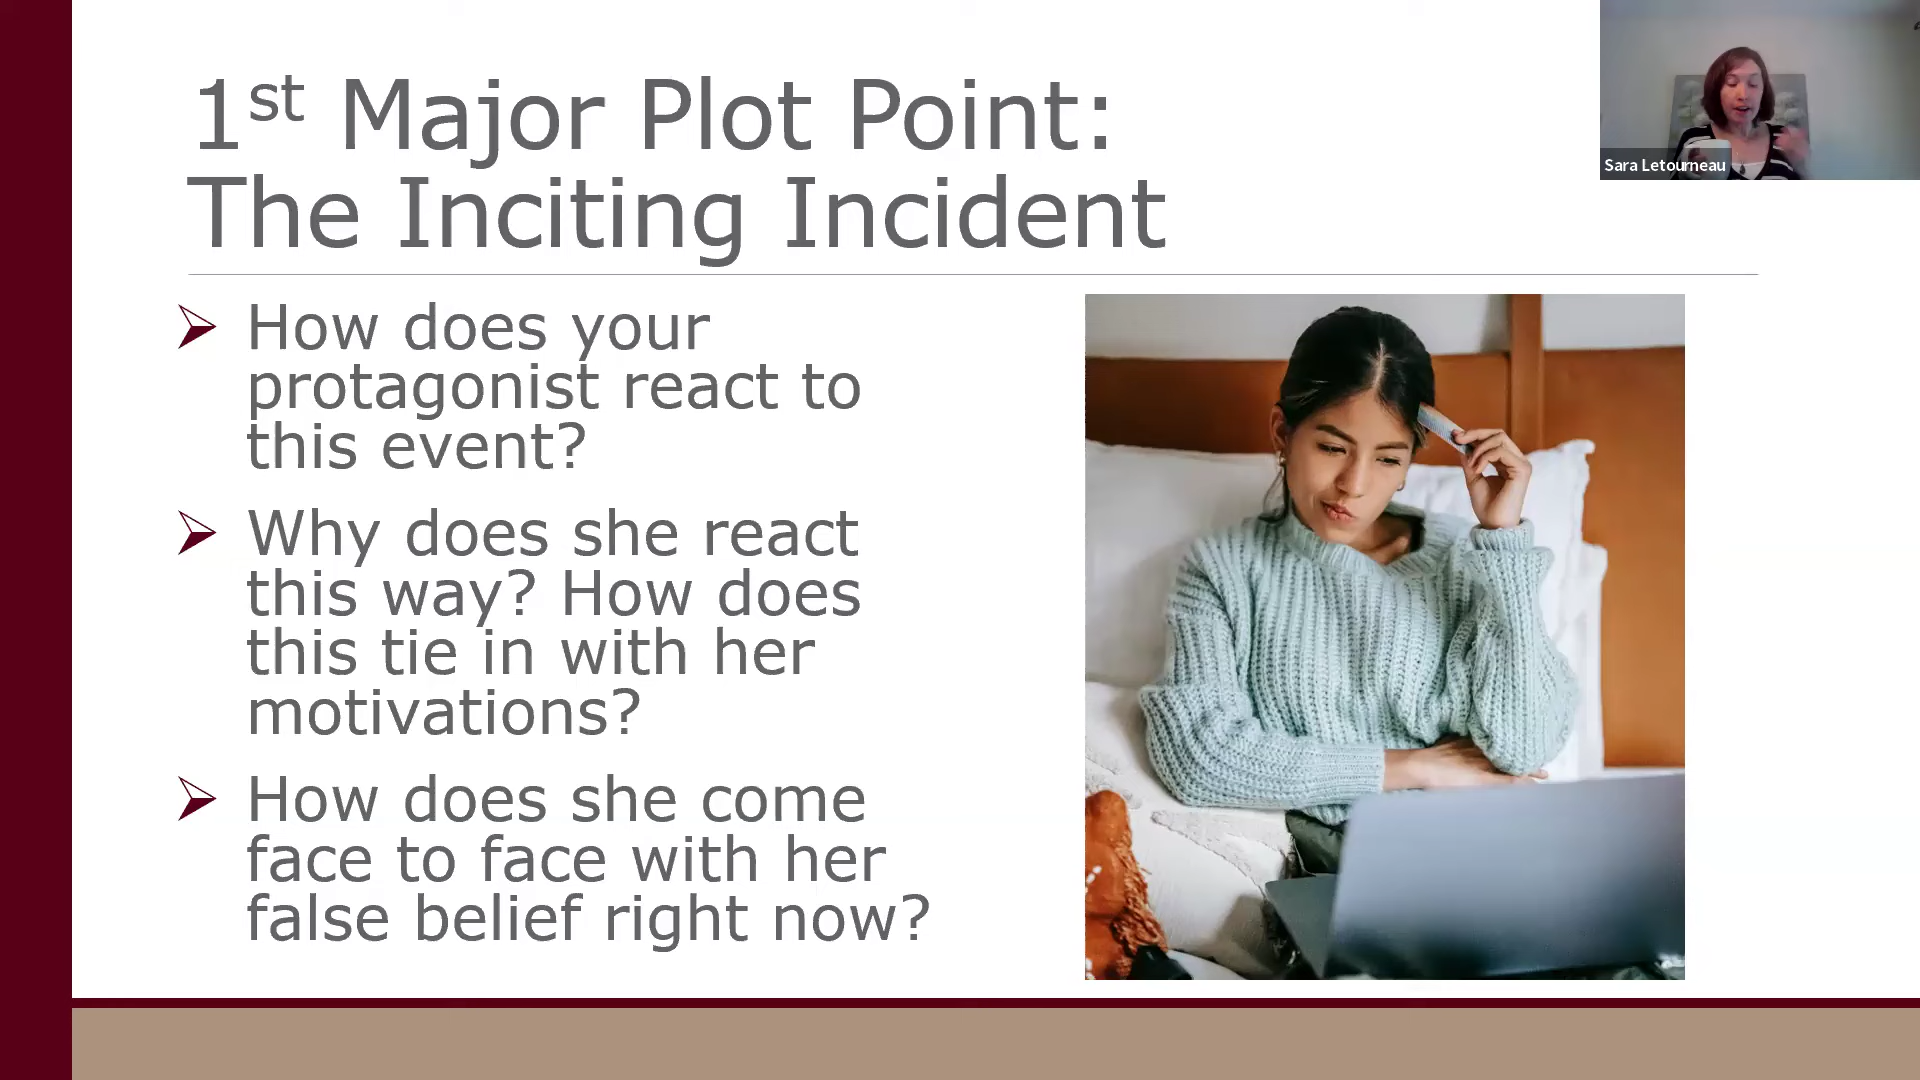 1st Major Plot Point:
The Inciting Incident
Sara Letourneau
How does your
protagonist react to
this event?
Why does she react
this way? How does
this tie in with her
motivations?
How does she come
face to face with her
false belief right now?